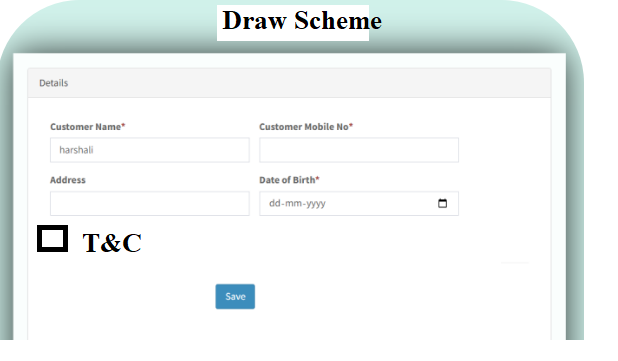 Draw Scheme
Details
Customer Name* Customer Mobile No*
harshali
Address Date of Birth*
dd-mm-yyyy
T&C
Save